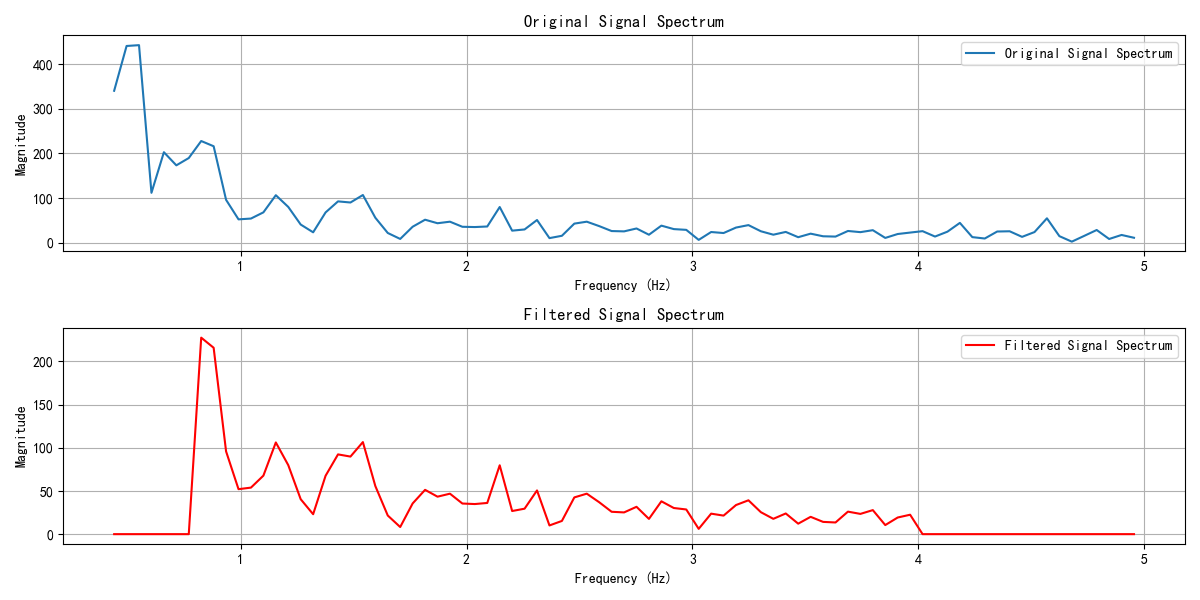 Original Signal Spectrum
Original Signal Spectrum
400
300
200
100
0
Magnitude
1
2
3
4
5
Frequency (Hz)
Filtered Signal Spectrum
Filtered Signal Spectrum
200
150
100
50
0
Magnitude
1
2
3
4
5
Frequency (Hz)